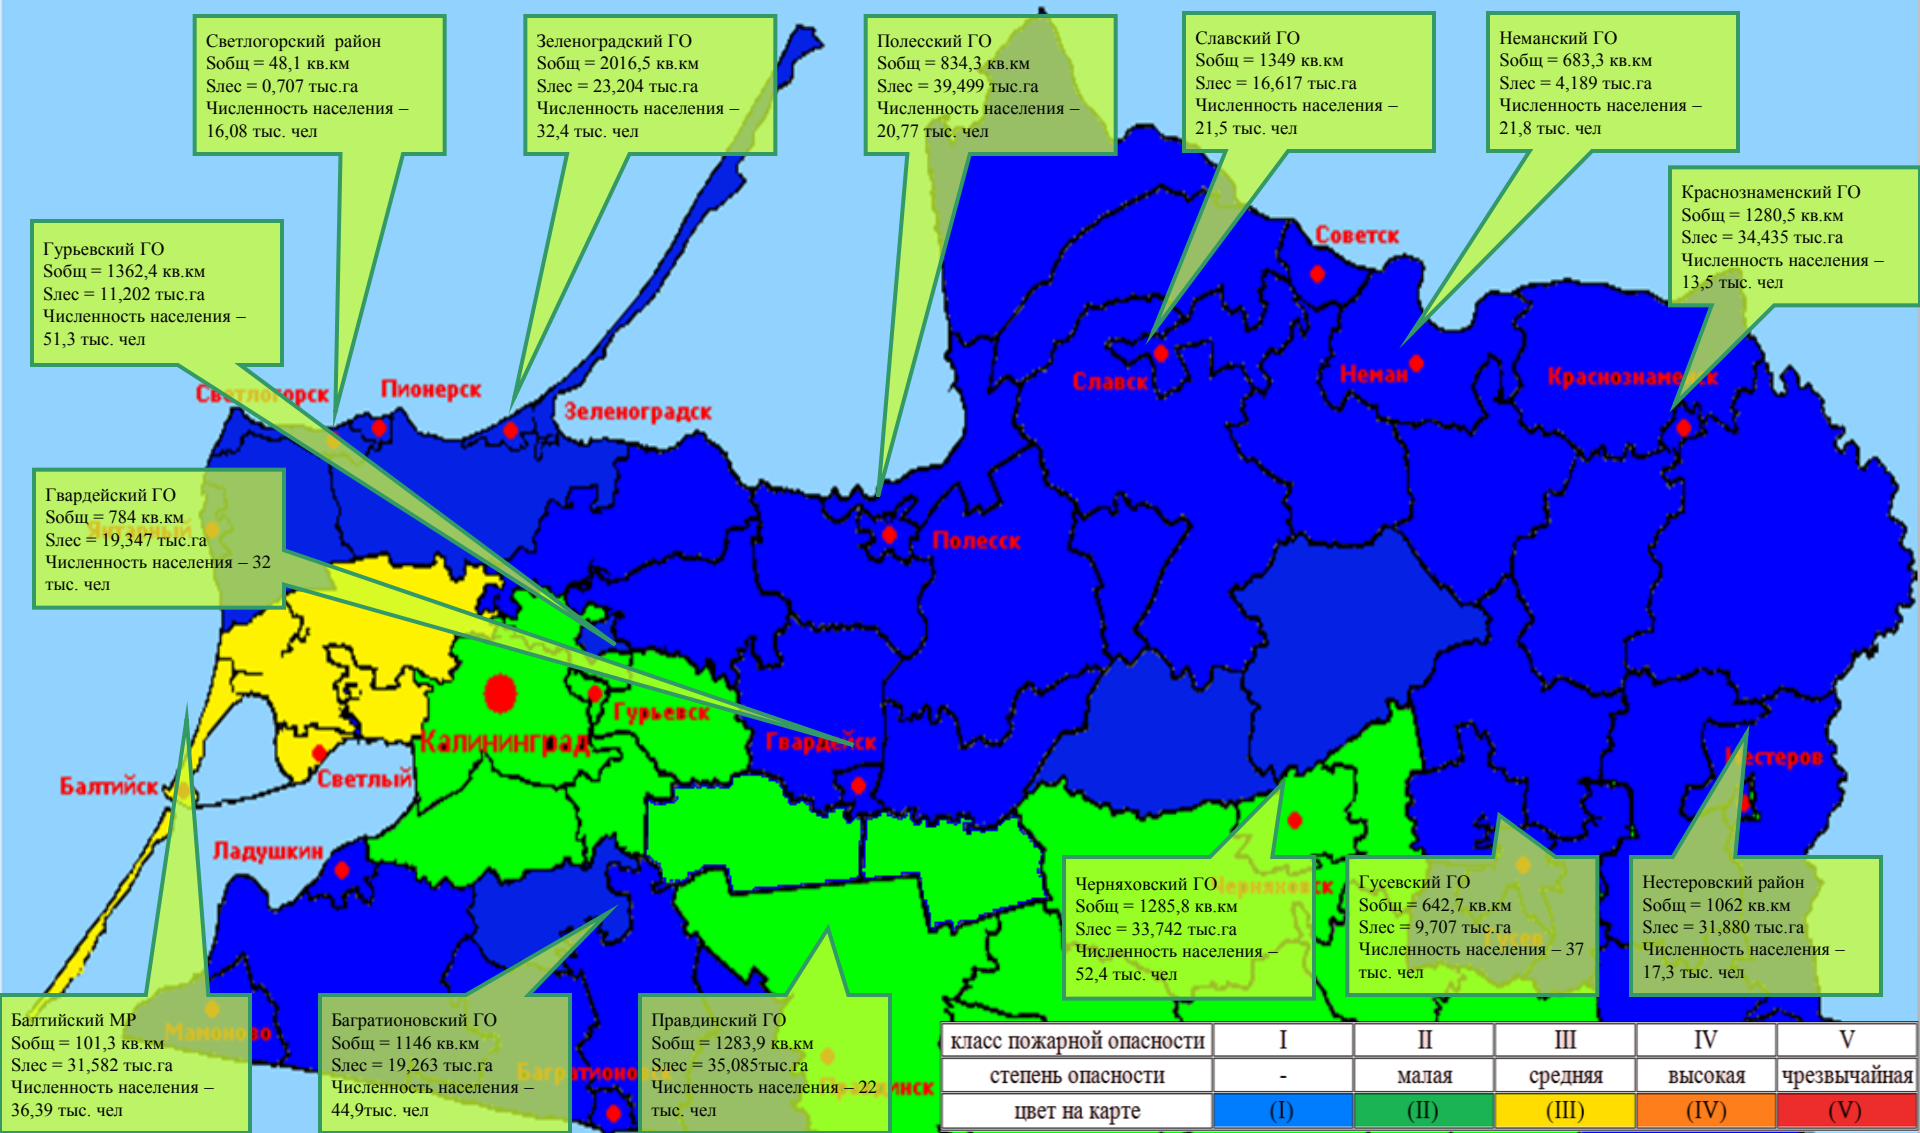 Светлогорский район
Sобщ = 48,1 кв.км
Sлес = 0,707 тыс.га
Численность населения –
16,08 тыс. чел
Зеленоградский ГО
Sобщ = 2016,5 кв.км
Sлес = 23,204 тыс.га
Численность населения –
32,4 тыс. чел
Полесский ГО
Sобщ = 834,3 кв.км
Sлес = 39,499 тыс.га
Численность населения –
20,77 тыс. чел
Славский ГО
Sобщ = 1349 кв.км
Sлес = 16,617 тыс.га
Численность населения –
21,5 тыс. чел
Неманский ГО
Sобщ = 683,3 кв.км
Sлес = 4,189 тыс.га
Численность населения –
21,8 тыс. чел
Краснознаменский ГО
Sобщ = 1280,5 кв.км
Sлес = 34,435 тыс.га
Численность населения –
13,5 тыс. чел
Гурьевский ГО
Sобщ = 1362,4 кв.км
Sлес = 11,202 тыс.га
Численность населения –
51,3 тыс. чел
Советск
Славск
Неман
Краснознаменск
Светлогорск
Пионерск
Зеленоградск
Гвардейский ГО
Sобщ = 784 кв.км
Sлес = 19,347 тыс.га
Численность населения – 32
тыс. чел
Янтарный
Полесск
Гурьевск
Калининград
Гвардейск
Нестеров
Светлый
Балтийск
Ладушкин
Черняховск
Гусев
Черняховский ГО
Sобщ = 1285,8 кв.км
Sлес = 33,742 тыс.га
Численность населения –
52,4 тыс. чел
Гусевский ГО
Sобщ = 642,7 кв.км
Sлес = 9,707 тыс.га
Численность населения – 37
тыс. чел
Нестеровский район
Sобщ = 1062 кв.км
Sлес = 31,880 тыс.га
Численность населения –
17,3 тыс. чел
Балтийский МР
Sобщ = 101,3 кв.км
Sлес = 31,582 тыс.га
Численность населения –
36,39 тыс. чел
Мамоново
Багратионовский ГО
Sобщ = 1146 кв.км
Sлес = 19,263 тыс.га
Численность населения –
44,9тыс. чел
Багратионовск
Правдинский ГО
Sобщ = 1283,9 кв.км
Sлес = 35,085тыс.га
Численность населения – 22
тыс. чел
Правдинск
класс пожарной опасности I II III IV V
степень опасности - малая средняя высокая чрезвычайная
цвет на карте (I) (II) (III) (IV) (V)